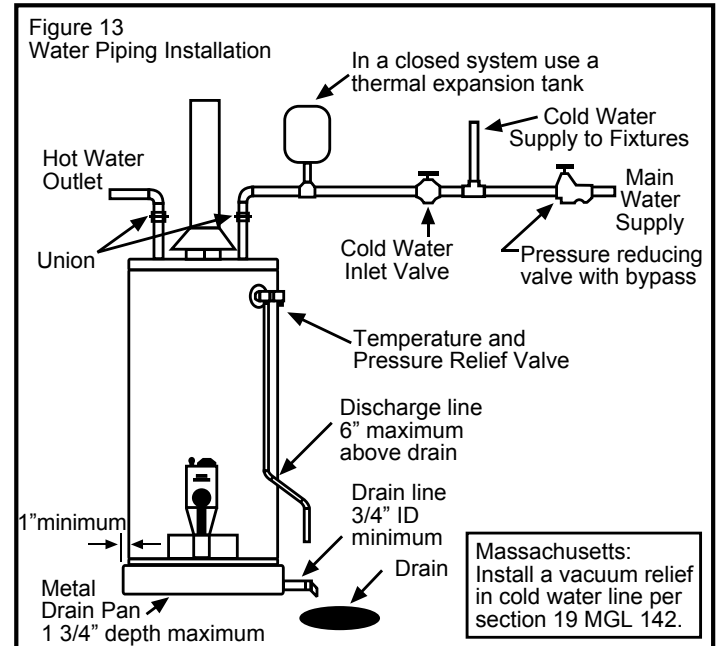 Figure 13
Water Piping Installation
In a closed system use a
thermal expansion tank
Cold Water
Supply to Fixtures
Hot Water
Outlet
Main
Water
Supply
Union
Cold Water
Inlet Valve
Pressure reducing
valve with bypass
Temperature and
Pressure Relief Valve
Discharge line
6” maximum
above drain
Drain line
3/4” ID
minimum
1”minimum
Drain
Metal
Drain Pan
1 3/4” depth maximum
Massachusetts:
Install a vacuum relief
in cold water line per
section 19 MGL 142.